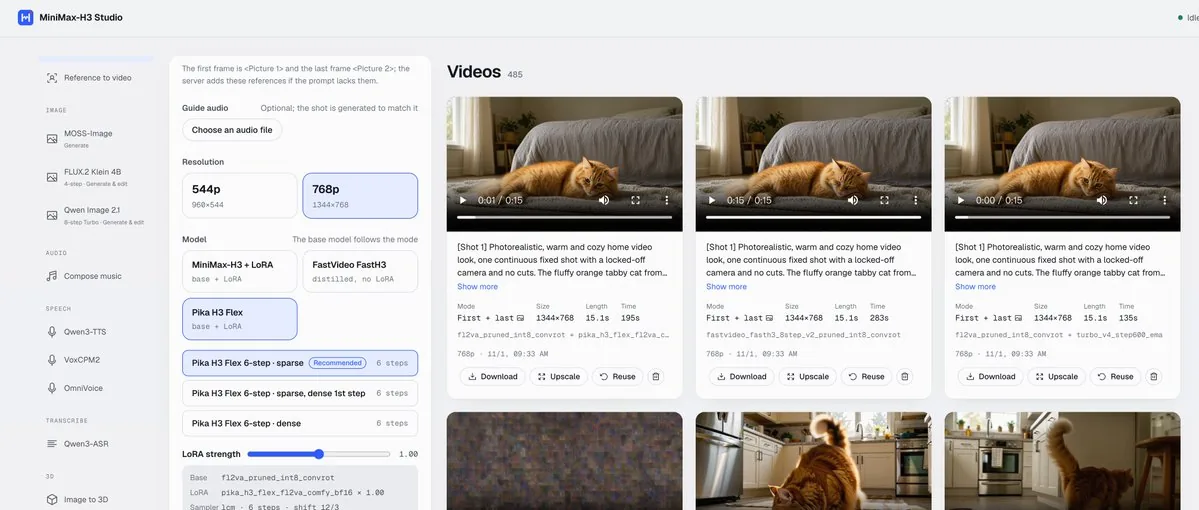 MiniMax-H3 Studio
Idle
Reference to video
IMAGE
MOSS-Image
Generate
FLUX.2 Klein 4B
4-step · Generate & edit
Qwen Image 2.1
6-step Turbo · Generate & edit
AUDIO
Compose music
SPEECH
Qwen3-TTS
VoxCPM2
OmniVoice
TRANSCRIBE
Qwen3-ASR
3D
Image to 3D
The first frame is <Picture 1> and the last frame <Picture 2>; the
server adds these references if the prompt lacks them.
Guide audio Optional; the shot is generated to match it
Choose an audio file
Resolution
544p
960×544
768p
1344×768
Model The base model follows the mode
MiniMax-H3 + LoRA
base + LoRA
FastVideo FastH3
distilled, no LoRA
Pika H3 Flex
base + LoRA
Pika H3 Flex 6-step · sparse Recommended 6 steps
Pika H3 Flex 6-step · sparse, dense 1st step 6 steps
Pika H3 Flex 6-step · dense 6 steps
LoRA strength 1.00
Base fl2va_pruned_int8_convrot
LoRA pika_h3_flex_fl2va_comfy_bf16 × 1.00
Sampler lcm · 6 steps · shift 12/3
Videos 485
0:01 / 0:15
[Shot 1] Photorealistic, warm and cozy home video
look, one continuous fixed shot with a locked-off
camera and no cuts. The fluffy orange tabby cat from...
Show more
Mode Size Length Time
First + last 1344×768 15.1s 195s
fl2va_pruned_int8_convrot + pika_h3_flex_fl2va_c…
768p · 11/1, 09:33 AM
Download Upscale Reuse
0:15 / 0:15
[Shot 1] Photorealistic, warm and cozy home video
look, one continuous fixed shot with a locked-off
camera and no cuts. The fluffy orange tabby cat from...
Show more
Mode Size Length Time
First + last 1344×768 15.1s 283s
fastvideo_fasth3_8step_v2_pruned_int8_convrot
768p · 11/1, 09:33 AM
Download Upscale Reuse
0:00 / 0:15
[Shot 1] Photorealistic, warm and cozy home video
look, one continuous fixed shot with a locked-off
camera and no cuts. The fluffy orange tabby cat from...
Show more
Mode Size Length Time
First + last 1344×768 15.1s 135s
fl2va_pruned_int8_convrot + turbo_v4_step600_ema
768p · 11/1, 09:33 AM
Download Upscale Reuse